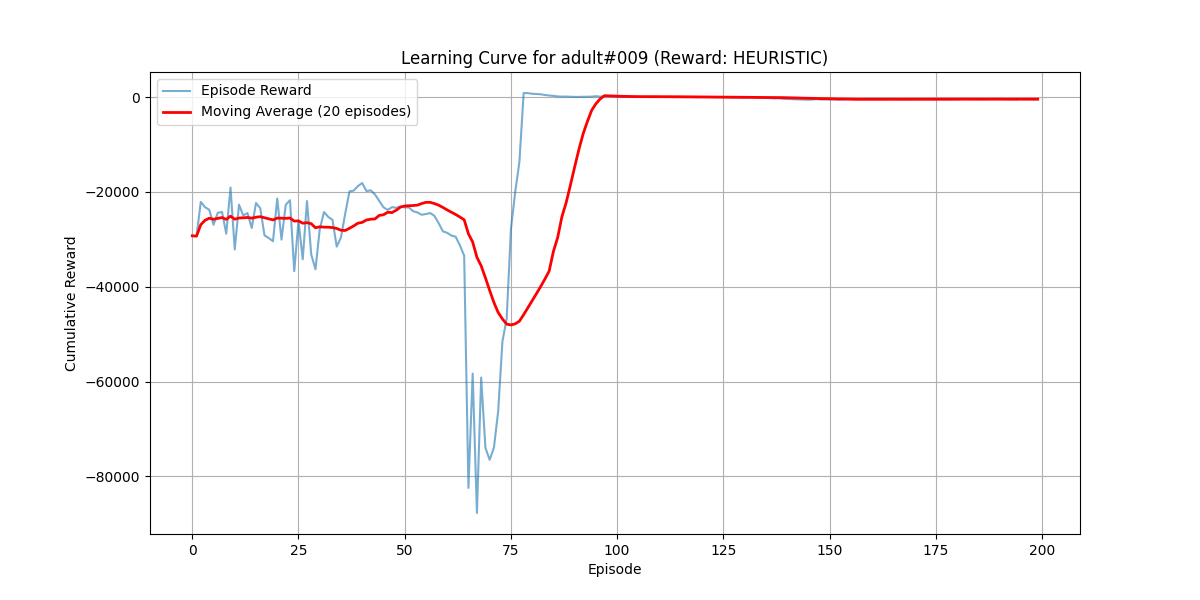 Learning Curve for adult#009 (Reward: HEURISTIC)
Episode Reward
Moving Average (20 episodes)
Cumulative Reward
0
−20000
−40000
−60000
−80000
0 25 50 75 100 125 150 175 200
Episode